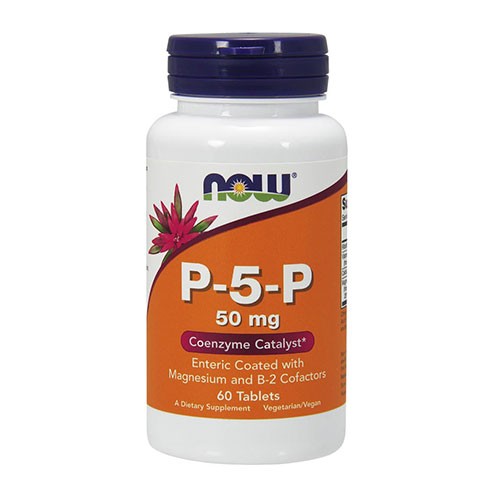 NOW®
P-5-P
50 mg
Coenzyme Catalyst*
Enteric Coated with
Magnesium and B-2 Cofactors
60 Tablets
A Dietary Supplement Vegetarian/Vegan